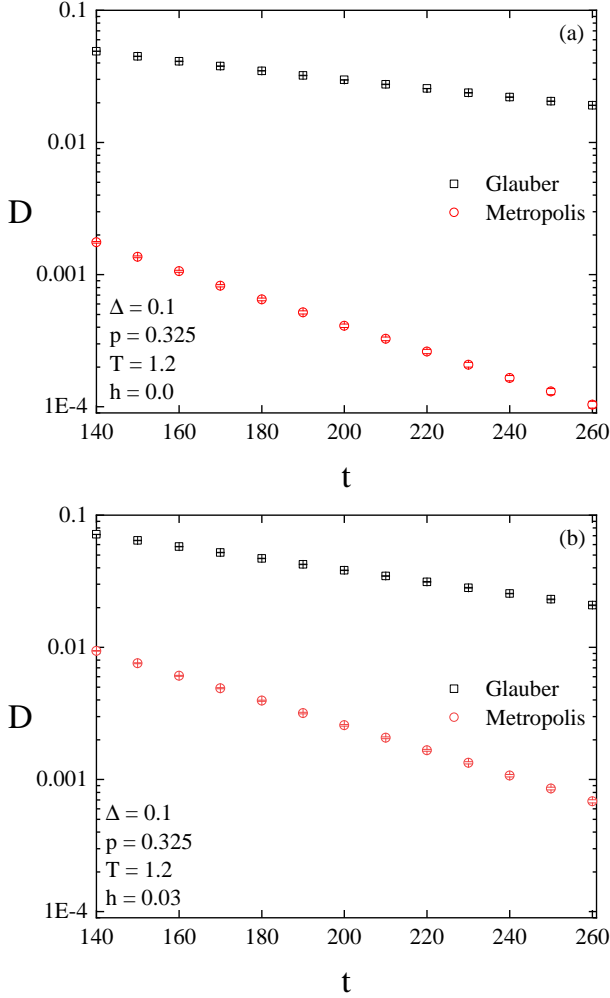 0.1
(a)
0.01
Glauber
D
Metropolis
0.001
Δ = 0.1
p = 0.325
T = 1.2
h = 0.0
1E-4
140 160 180 200 220 240 260
t
0.1
(b)
0.01
Glauber
D
Metropolis
0.001
Δ = 0.1
p = 0.325
T = 1.2
h = 0.03
1E-4
140 160 180 200 220 240 260
t